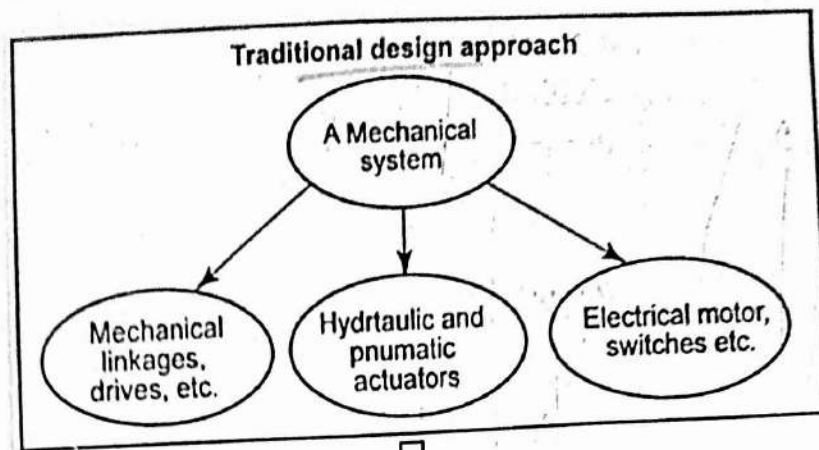 Traditional design approach
A Mechanical
system
Mechanical
linkages,
drives, etc.
Hydrtaulic and
pnumatic
actuators
Electrical motor,
switches etc.